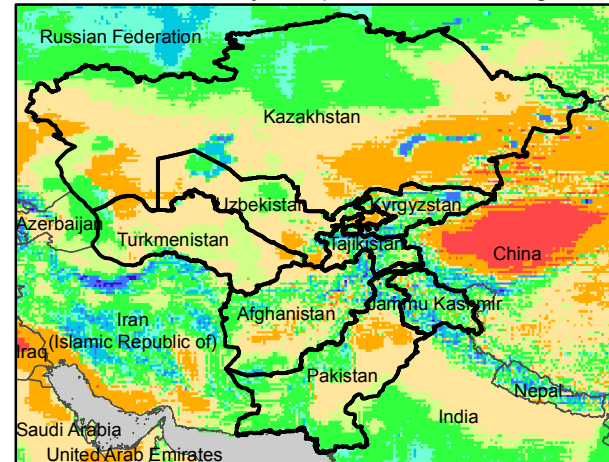 Russian Federation
Kazakhstan
Uzbekistan
Kyrgyzstan
Azerbaijan
Turkmenistan
Tajikistan
China
Jammu Kashmir
Afghanistan
Iran
(Islamic Republic of)
Iraq
Pakistan
Nepal
India
Saudi Arabia
United Arab Emirates